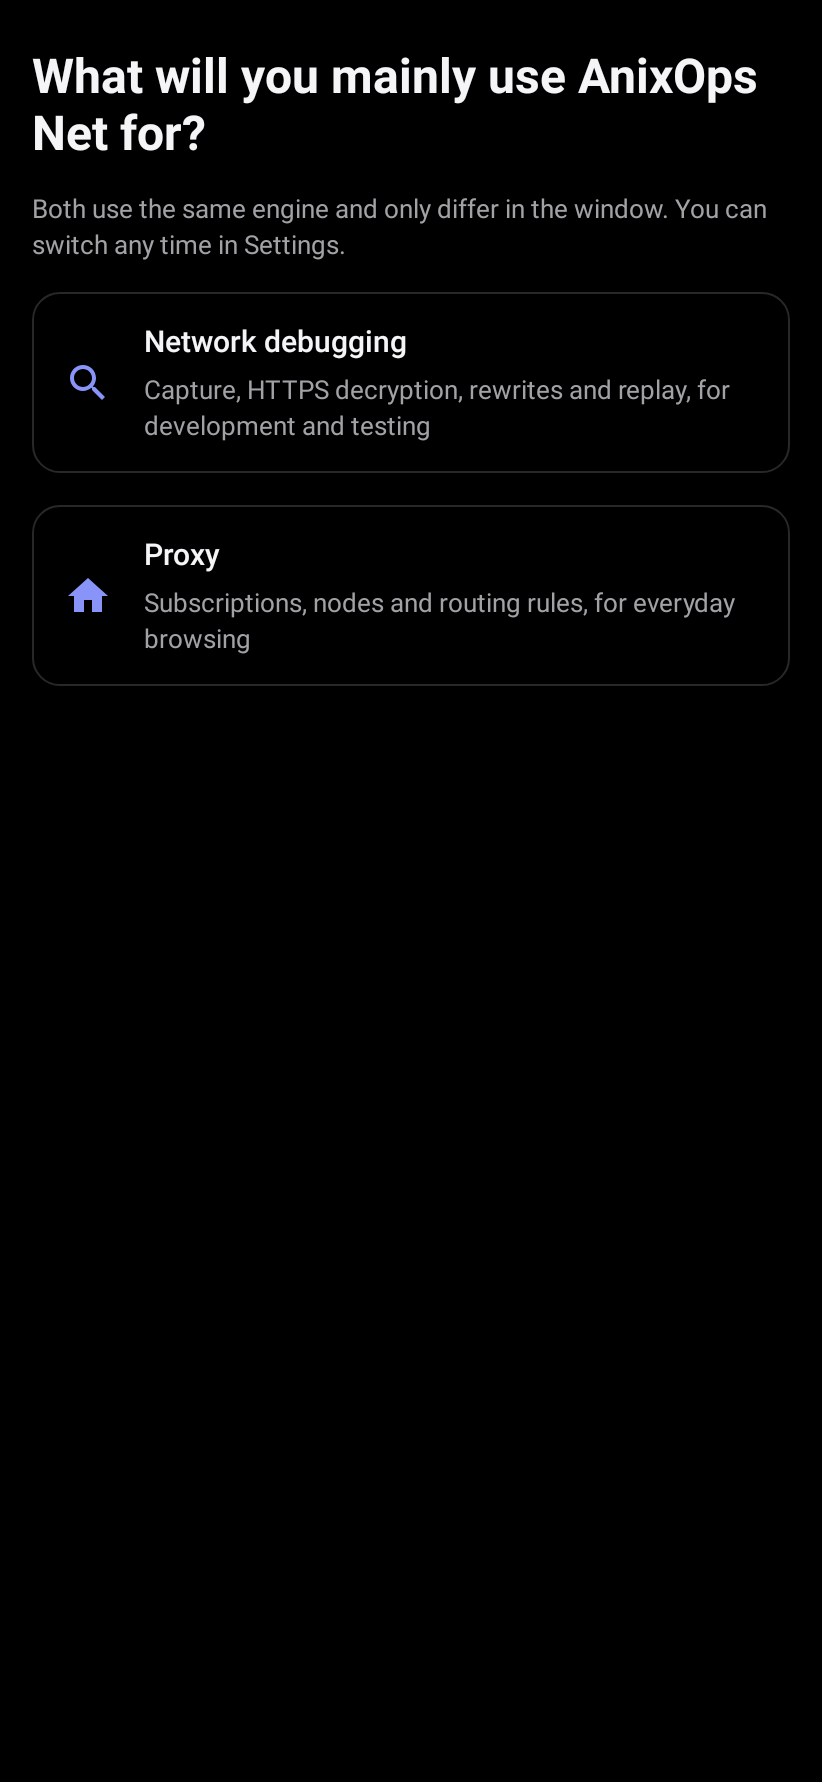 What will you mainly use AnixOps
Net for?
Both use the same engine and only differ in the window. You can
switch any time in Settings.
Network debugging
Capture, HTTPS decryption, rewrites and replay, for
development and testing
Proxy
Subscriptions, nodes and routing rules, for everyday
browsing